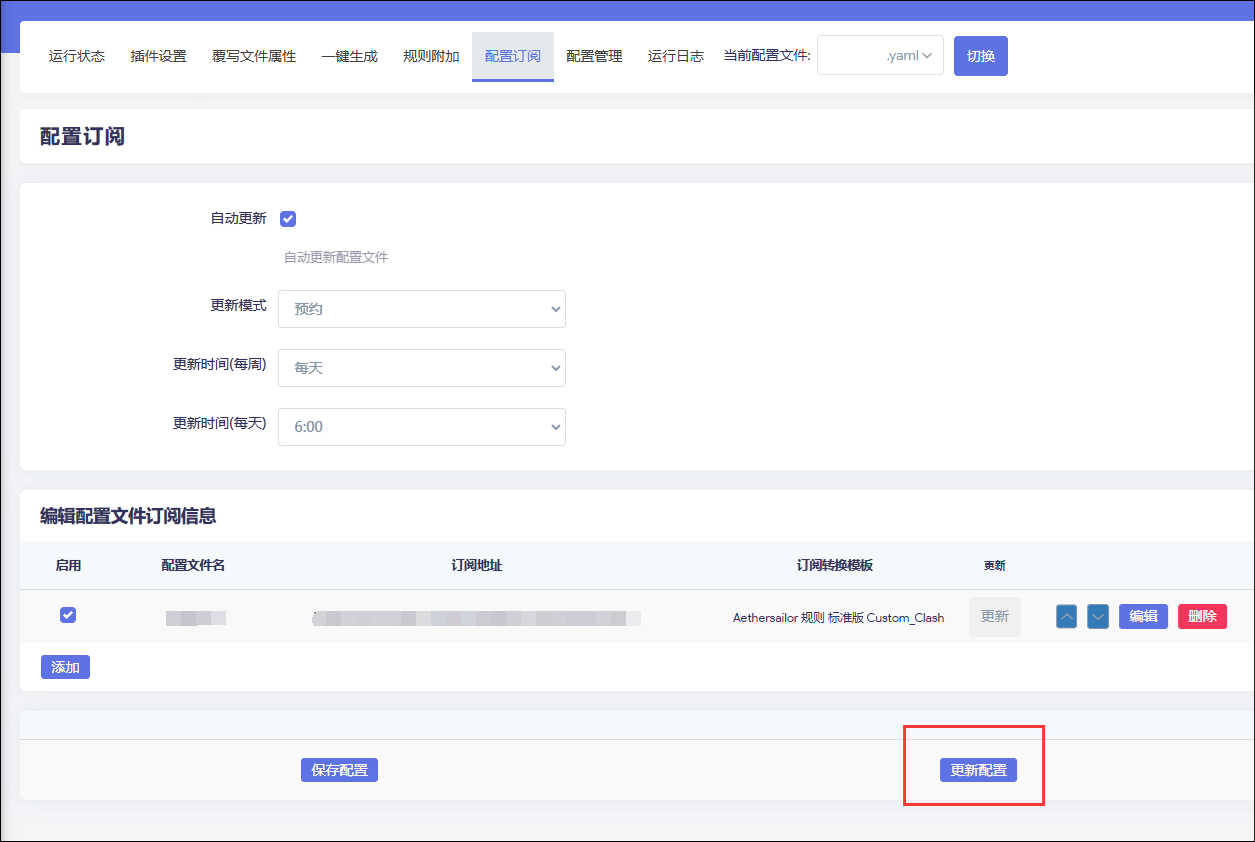 运行状态 插件设置 覆写文件属性 一键生成 规则附加 配置订阅 配置管理 运行日志 当前配置文件: .yaml 切换
配置订阅
自动更新
自动更新配置文件
更新模式 预约
更新时间(每周) 每天
更新时间(每天) 6:00
编辑配置文件订阅信息
启用 配置文件名 订阅地址 订阅转换模板 更新
Aethersailor 规则 标准版 Custom_Clash 更新 编辑 删除
添加
保存配置 更新配置